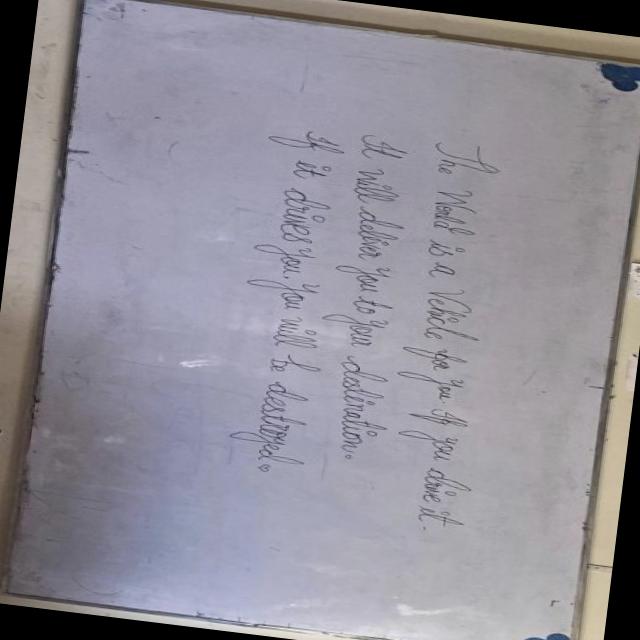 The World is a Vehicle for you if you drive it.
It will deliver you to you destination.
If it drives you you will be destroyed.